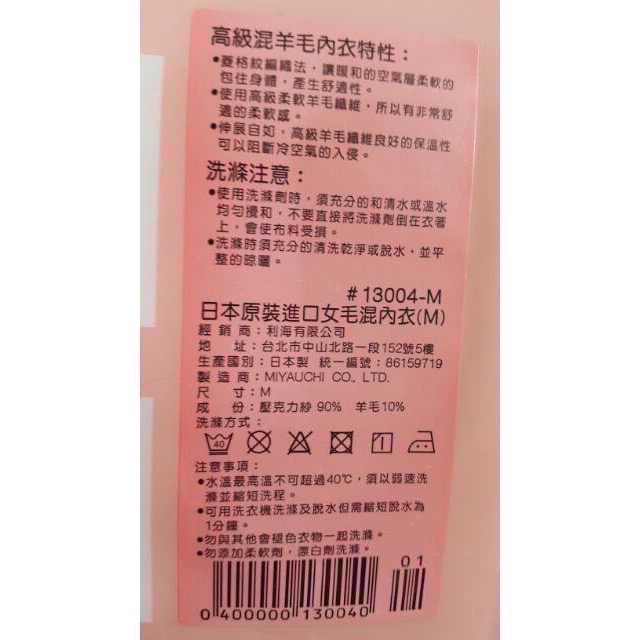 高級混羊毛內衣特性：
•菱格紋編織法，讓暖和的空氣層柔軟的
包住身體，產生舒適性。
•使用高級柔軟羊毛纖維，所以有非常舒
適的柔軟感。
•伸展自如，高級羊毛纖維良好的保溫性
可以阻斷冷空氣的入侵。
洗滌注意：
•使用洗滌劑時，須充分的和清水或溫水
均勻攪和，不要直接將洗滌劑倒在衣著
上，會使布料受損。
•洗滌時須充分的清洗乾淨或脫水，並平
整的晾曬。
#13004-M
日本原裝進口女毛混內衣(M)
經銷商：利海有限公司
地 址：台北市中山北路一段152號5樓
生產國別：日本製 統一編號：86159719
製造商：MIYAUCHI CO., LTD.
尺 寸：M
成 份：壓克力紗 90% 羊毛10%
洗滌方式：
40
注意事項：
•水溫最高溫不可超過40℃，須以弱速洗
滌並縮短洗程。
•可用洗衣機洗滌及脫水但需縮短脫水為
1分鐘。
•勿與其他會褪色衣物一起洗滌。
•勿添加柔軟劑，漂白劑洗滌。
01
0 400000 130040